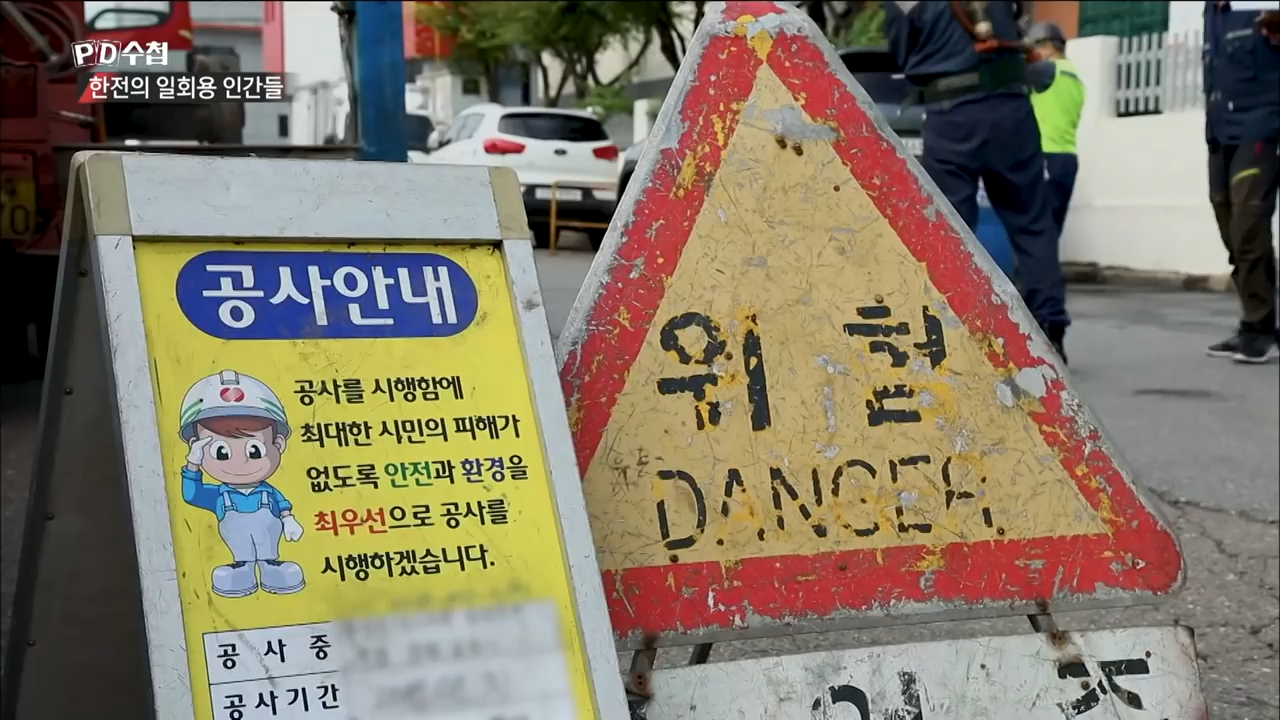 PD수첩
한전의 일회용 인간들
공사안내
공사를 시행함에
최대한 시민의 피해가
없도록 안전과 환경을
최우선으로 공사를
시행하겠습니다.
공사중
공사기간
위험
DANGER